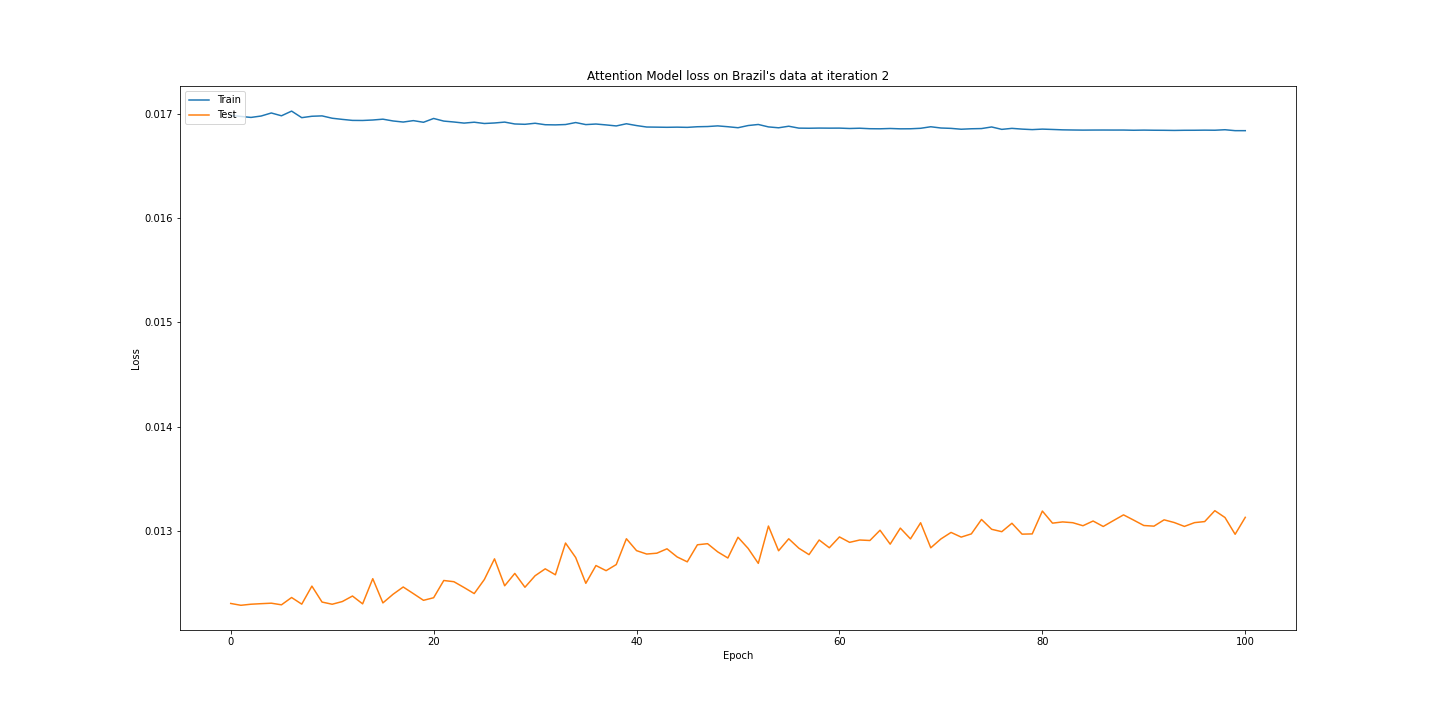 Attention Model loss on Brazil's data at iteration 2
Train
Test
0.017
0.016
0.015
0.014
0.013
Loss
0 20 40 60 80 100
Epoch